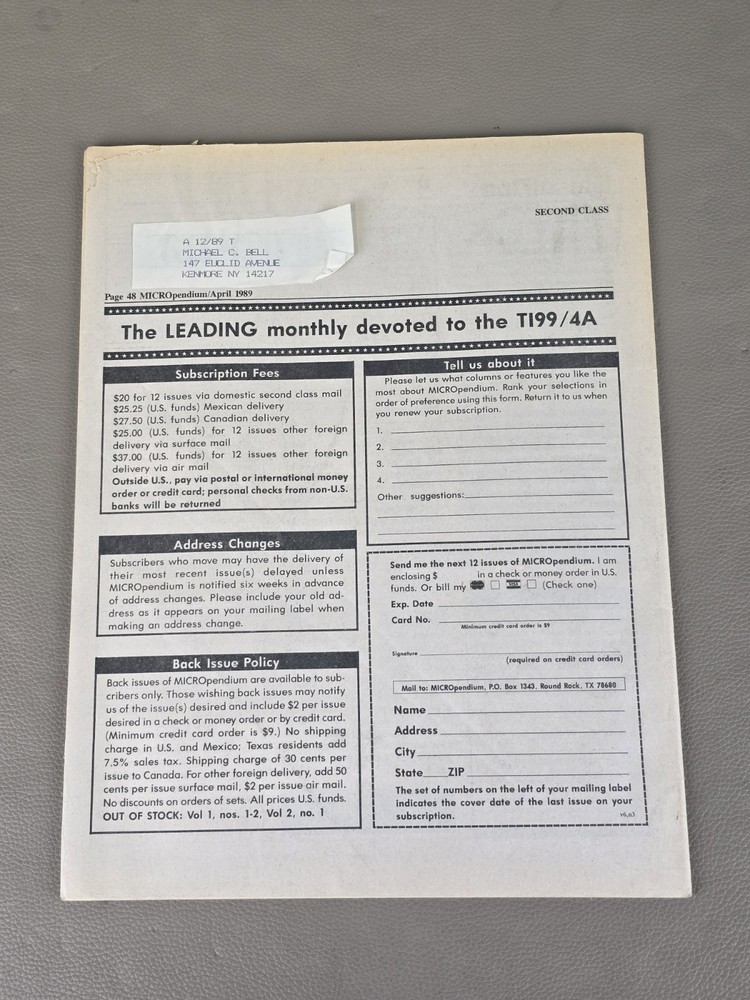 SECOND CLASS
A 12/89 T
MICHAEL C. BELL
147 EUCLID AVENUE
KENMORE NY 14217
Page 48 MICROpendium/April 1989
The LEADING monthly devoted to the TI99/4A
Subscription Fees
$20 for 12 issues via domestic second class mail
$25.25 (U.S. funds) Mexican delivery
$27.50 (U.S. funds) Canadian delivery
$25.00 (U.S. funds) for 12 issues other foreign
delivery via surface mail
$37.00 (U.S. funds) for 12 issues other foreign
delivery via air mail
Outside U.S., pay via postal or international money
order or credit card; personal checks from non-U.S.
banks will be returned
Address Changes
Subscribers who move may have the delivery of
their most recent issue(s) delayed unless
MICROpendium is notified six weeks in advance
of address changes. Please include your old ad-
dress as it appears on your mailing label when
making an address change.
Back Issue Policy
Back issues of MICROpendium are available to sub-
cribers only. Those wishing back issues may notify
us of the issue(s) desired and include $2 per issue
desired in a check or money order or by credit card.
(Minimum credit card order is $9.) No shipping
charge in U.S. and Mexico; Texas residents add
7.5% sales tax. Shipping charge of 30 cents per
issue to Canada. For other foreign delivery, add 50
cents per issue surface mail, $2 per issue air mail.
No discounts on orders of sets. All prices U.S. funds.
OUT OF STOCK: Vol 1, nos. 1-2, Vol 2, no. 1
Tell us about it
Please let us what columns or features you like the
most about MICROpendium. Rank your selections in
order of preference using this form. Return it to us when
you renew your subscription.
1.
2.
3.
4.
Other suggestions:
Send me the next 12 issues of MICROpendium. I am
enclosing $ in a check or money order in U.S.
funds. Or bill my (Check one)
Exp. Date
Card No.
Minimum credit card order is $9
Signature
(required on credit card orders)
Mail to: MICROpendium, P.O. Box 1343, Round Rock, TX 78680
Name
Address
City
State ZIP
The set of numbers on the left of your mailing label
indicates the cover date of the last issue on your
subscription.
v6,n3